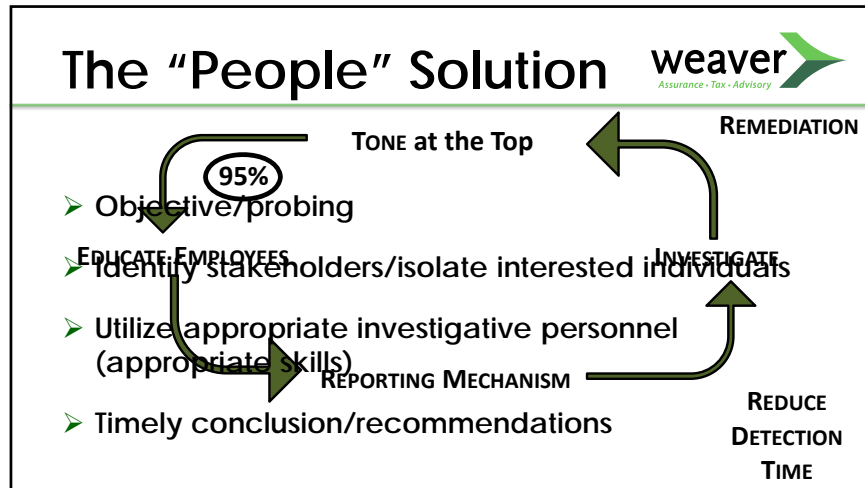 The “People” Solution
weaver
Assurance • Tax • Advisory
REMEDIATION
TONE at the Top
95%
➢ Objective/probing
EDUCATE EMPLOYEES
INVESTIGATE
➢ Identify stakeholders/isolate interested individuals
➢ Utilize appropriate investigative personnel
(appropriate skills)
REPORTING MECHANISM
➢ Timely conclusion/recommendations
REDUCE
DETECTION
TIME